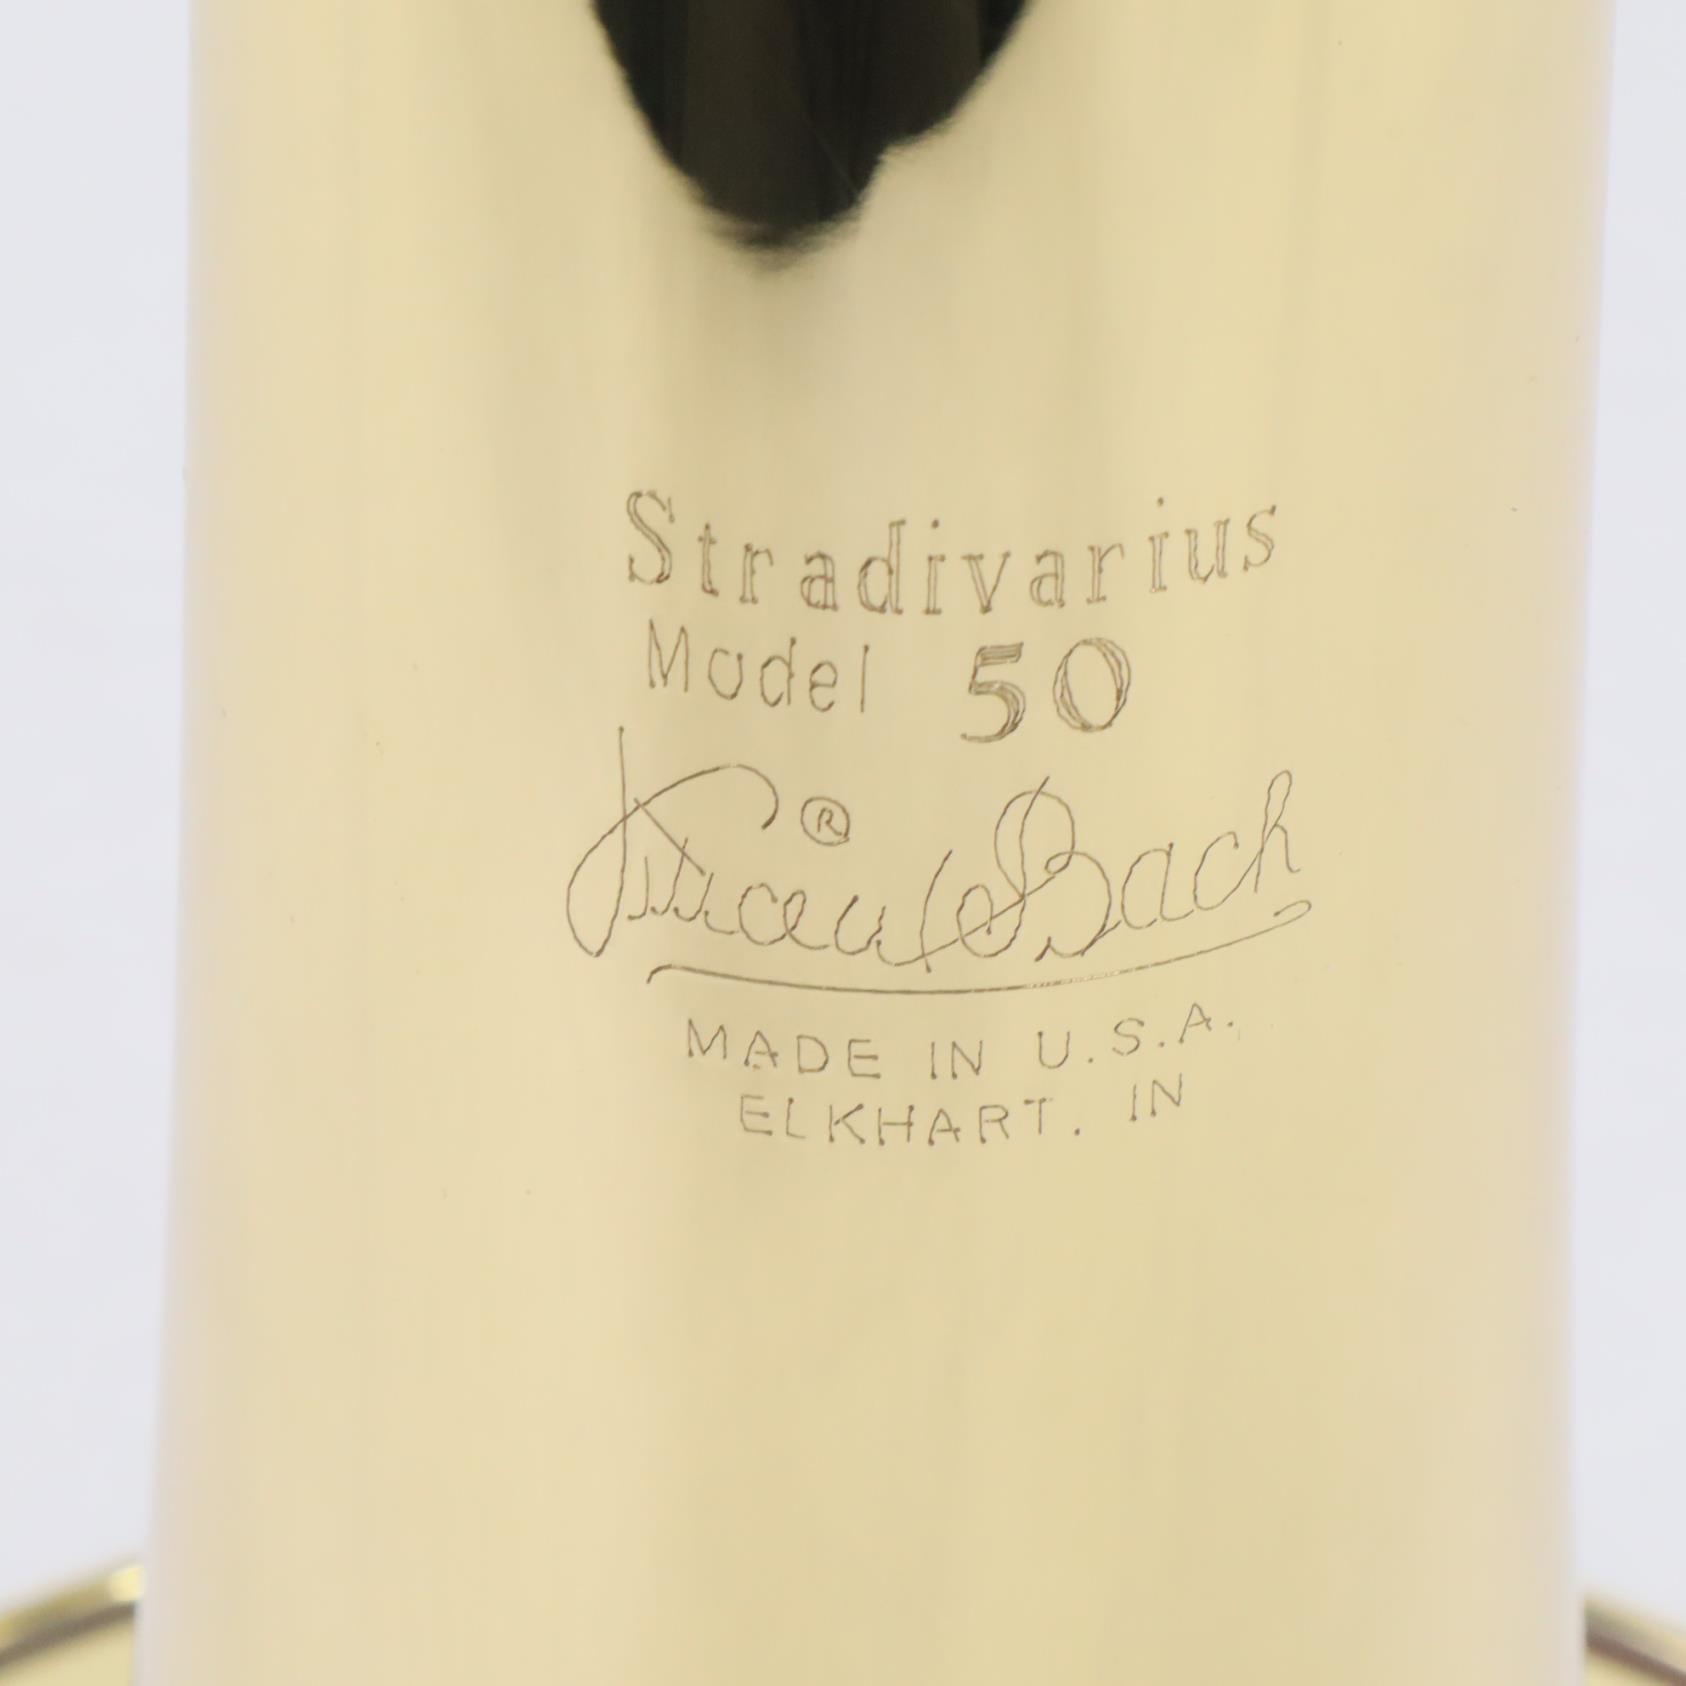 Stradivarius
Model 50
Vincent Bach ®
MADE IN U.S.A.
ELKHART. IN